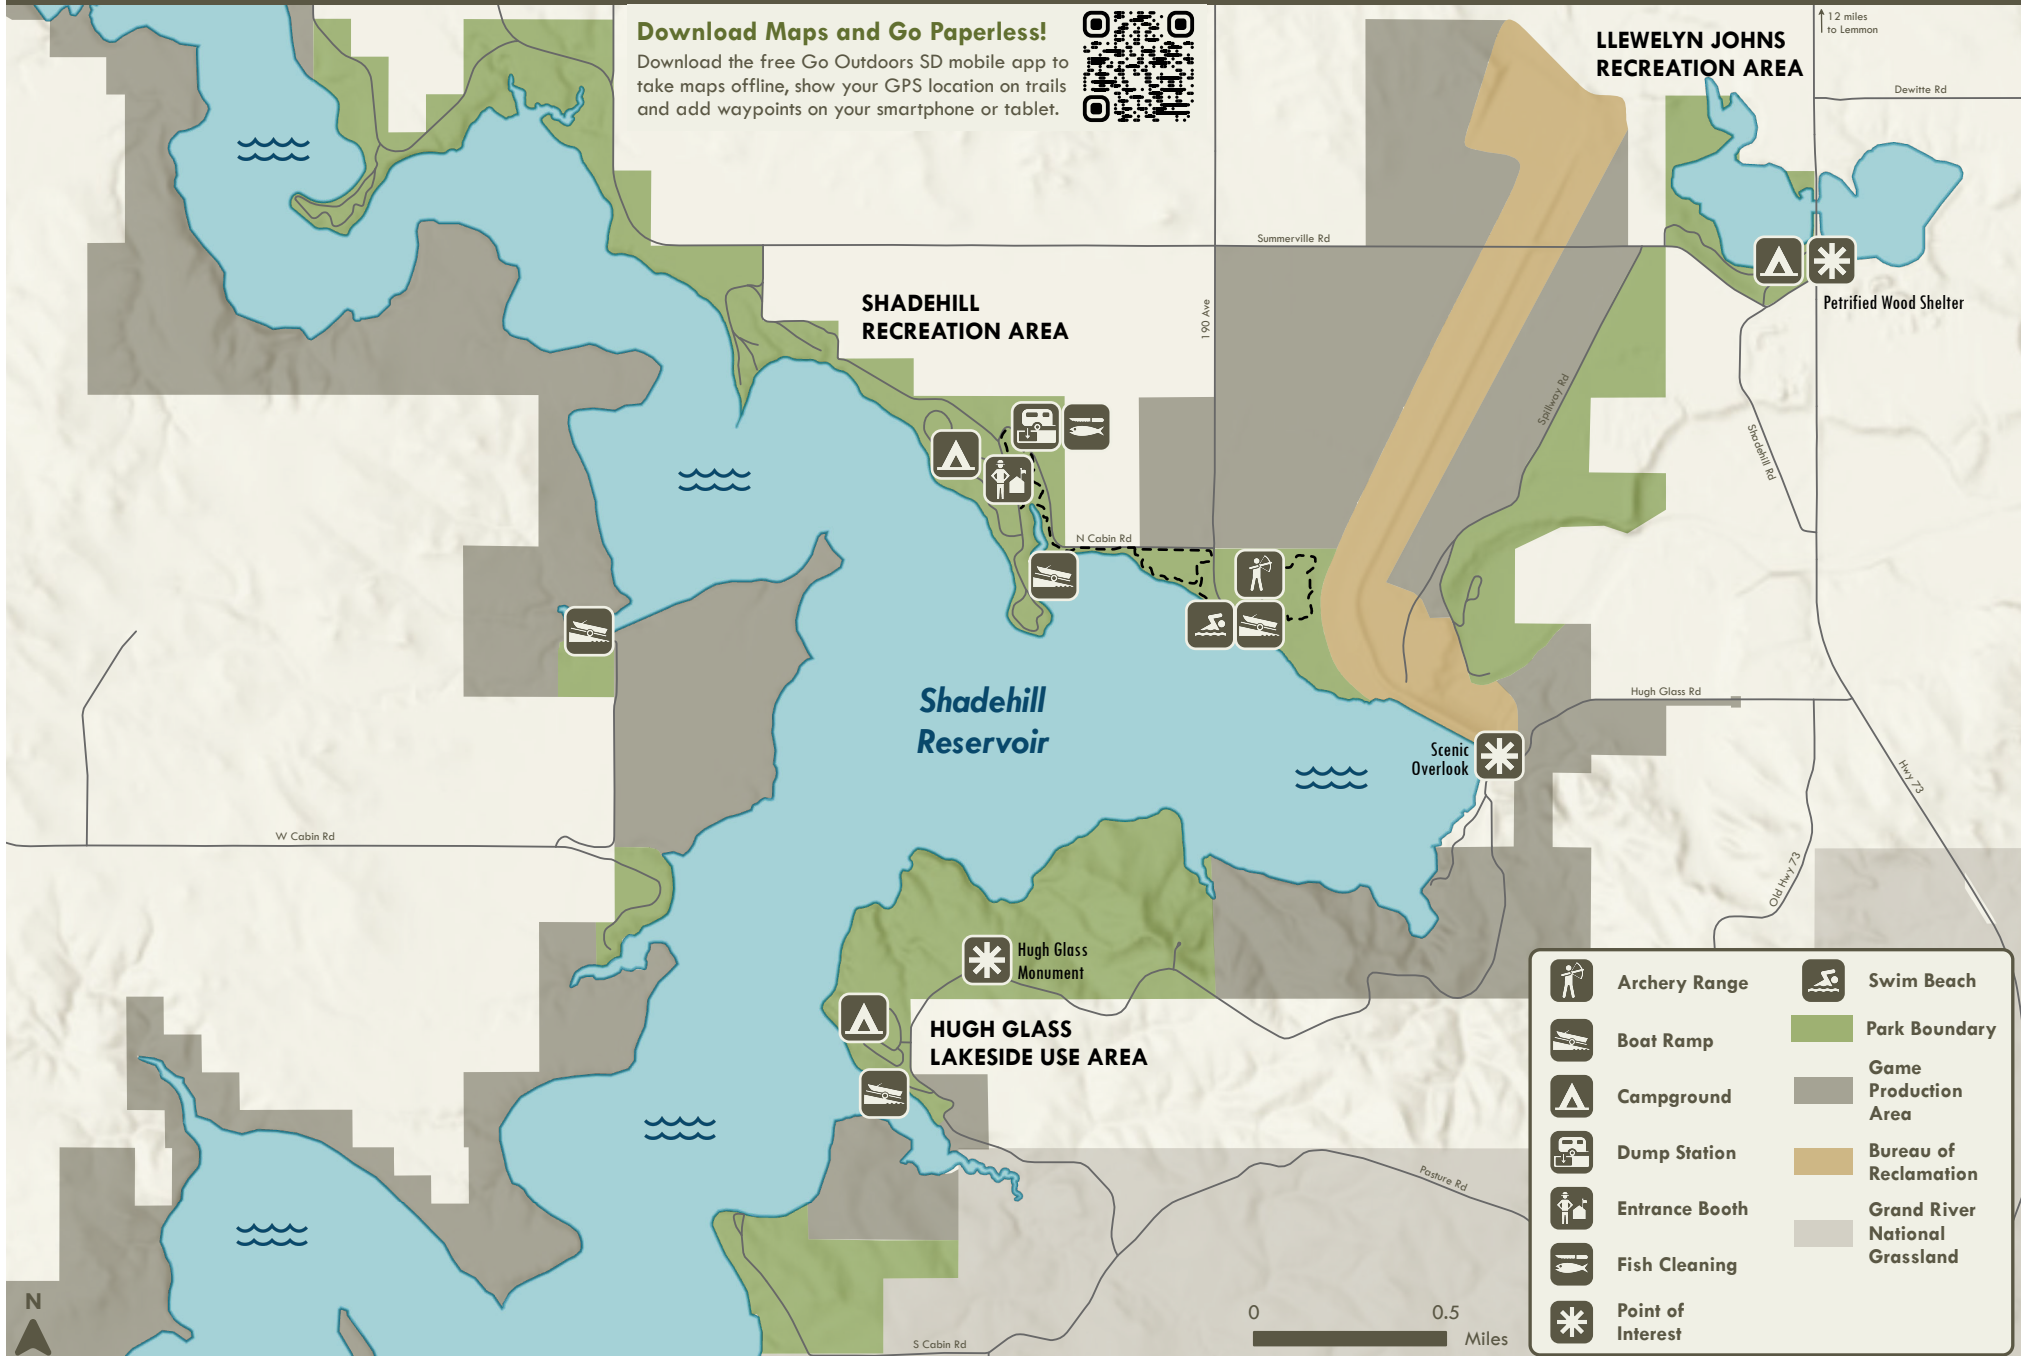 Download Maps and Go Paperless!
Download the free Go Outdoors SD mobile app to
take maps offline, show your GPS location on trails
and add waypoints on your smartphone or tablet.
LLEWELYN JOHNS
RECREATION AREA
12 miles
to Lemmon
Dewitte Rd
Summerville Rd
Petrified Wood Shelter
SHADEHILL
RECREATION AREA
190 Ave
Spillway Rd
Shadehill Rd
N Cabin Rd
Shadehill
Reservoir
Hugh Glass Rd
Scenic
Overlook
Hwy 73
W Cabin Rd
Old Hwy 73
Hugh Glass
Monument
HUGH GLASS
LAKESIDE USE AREA
Pasture Rd
S Cabin Rd
N
0
0.5
Miles
Archery Range
Boat Ramp
Campground
Dump Station
Entrance Booth
Fish Cleaning
Point of
Interest
Swim Beach
Park Boundary
Game
Production
Area
Bureau of
Reclamation
Grand River
National
Grassland